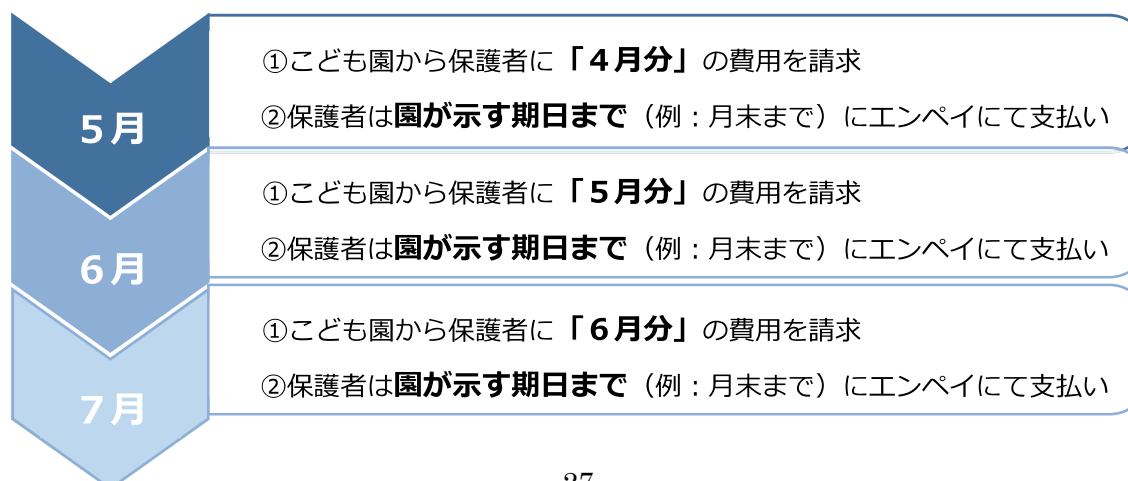 5月
①こども園から保護者に「4月分」の費用を請求
②保護者は園が示す期日まで（例：月末まで）にエンペイにて支払い
6月
①こども園から保護者に「5月分」の費用を請求
②保護者は園が示す期日まで（例：月末まで）にエンペイにて支払い
7月
①こども園から保護者に「6月分」の費用を請求
②保護者は園が示す期日まで（例：月末まで）にエンペイにて支払い
27